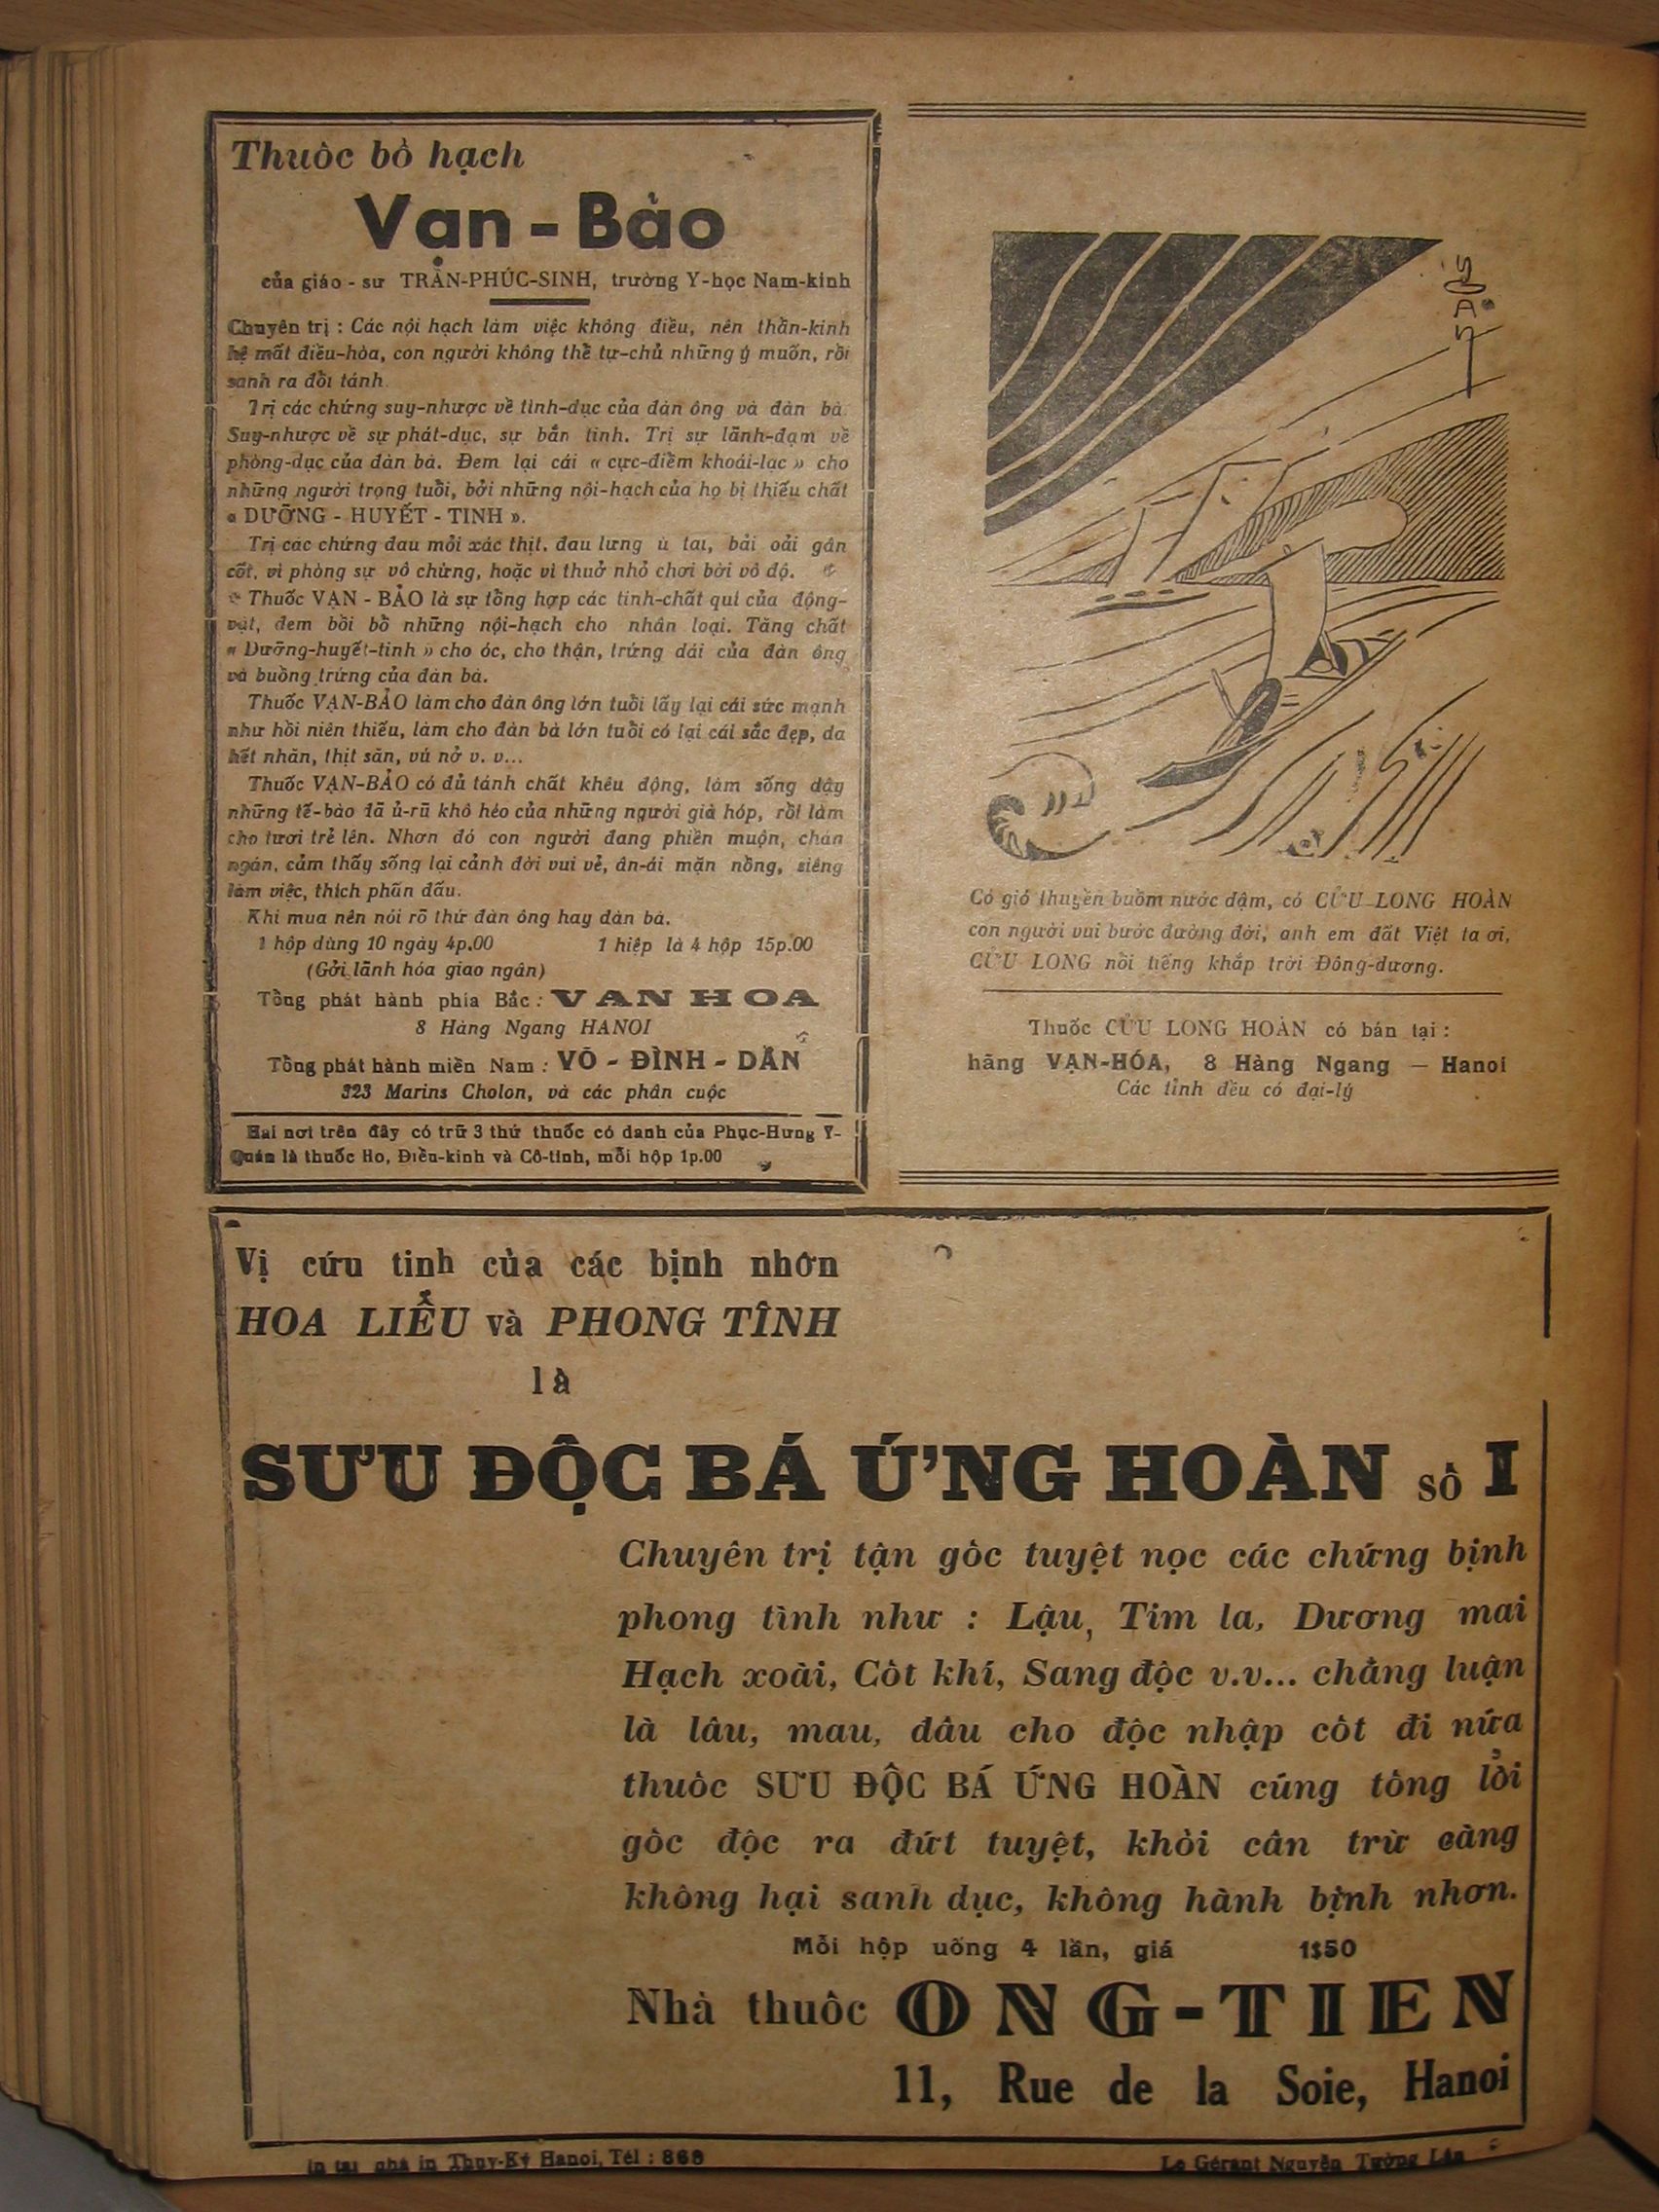 Thuốc bổ hạch
Vạn - Bảo
của giáo - sư TRẦN-PHÚC-SINH, trường Y-học Nam-kinh
Chuyên trị : Các nội hạch làm việc không điều, nên thần-kinh
hệ mất điều-hòa, con người không thể tự-chủ những ý muốn, rồi
sanh ra đồi tánh.
Trị các chứng suy-nhược về tình-dục của đàn ông và đàn bà.
Suy-nhược về sự phát-dục, sự bắn tinh. Trị sự lãnh-đạm về
phòng-dục của đàn bà. Đem lại cái « cực-điểm khoái-lạc » cho
những người trọng tuổi, bởi những nội-hạch của họ bị thiếu chất
« DƯỠNG - HUYẾT - TINH ».
Trị các chứng đau mỏi xác thịt, đau lưng ù tai, bải oải gân
cốt, vì phòng sự vô chừng, hoặc vì thuở nhỏ chơi bời vô độ.
Thuốc VẠN - BẢO là sự tổng hợp các tinh-chất quí của động-
vật, đem bồi bổ những nội-hạch cho nhân loại. Tăng chất
« Dưỡng-huyết-tinh » cho óc, cho thận, trứng dái của đàn ông
và buồng trứng của đàn bà.
Thuốc VẠN-BẢO làm cho đàn ông lớn tuổi lấy lại cái sức mạnh
như hồi niên thiếu, làm cho đàn bà lớn tuổi có lại cái sắc đẹp, da
hết nhăn, thịt săn, vú nở v. v...
Thuốc VẠN-BẢO có đủ tánh chất khêu động, làm sống dậy
những tế-bào đã ủ-rũ khô héo của những người già hóp, rồi làm
cho tươi trẻ lên. Nhơn đó con người đang phiền muộn, chán
ngán, cảm thấy sống lại cảnh đời vui vẻ, ân-ái mặn nồng, siêng
làm việc, thích phấn đấu.
Khi mua nên nói rõ thứ đàn ông hay đàn bà.
1 hộp dùng 10 ngày 4p.00 1 hiệp là 4 hộp 15p.00
(Gởi lãnh hóa giao ngân)
Tổng phát hành phía Bắc : VAN HOA
8 Hàng Ngang HANOI
Tổng phát hành miền Nam : VÕ - ĐÌNH - DẦN
323 Marins Cholon, và các phân cuộc
Hai nơi trên đây có trữ 3 thứ thuốc có danh của Phục-Hưng Y-
Quán là thuốc Ho, Điều-kinh và Cố-tinh, mỗi hộp 1p.00
Có gió thuyền buồm nước dậm, có CỬU LONG HOÀN
con người vui bước đường đời, anh em đất Việt ta ơi,
CỬU LONG nổi tiếng khắp trời Đông-dương.
Thuốc CỬU LONG HOÀN có bán tại :
hãng VẠN-HÓA, 8 Hàng Ngang — Hanoi
Các tỉnh đều có đại-lý
Vị cứu tinh của các bịnh nhơn
HOA LIỄU và PHONG TÌNH
là
SƯU ĐỘC BÁ ỨNG HOÀN số I
Chuyên trị tận gốc tuyệt nọc các chứng bịnh
phong tình như : Lậu, Tim la, Dương mai
Hạch xoài, Cốt khí, Sang độc v.v... chẳng luận
là lâu, mau, dầu cho độc nhập cốt đi nữa
thuốc SƯU ĐỘC BÁ ỨNG HOÀN cũng tống lỏi
gốc độc ra đứt tuyệt, khỏi cần trừ càng
không hại sanh dục, không hành bịnh nhơn.
Mỗi hộp uống 4 lần, giá 1$50
Nhà thuốc ONG-TIEN
11, Rue de la Soie, Hanoi
in tại nhà in Thụy-Ký Hanoi, Tél : 868
Le Gérant Nguyễn Tường Lân